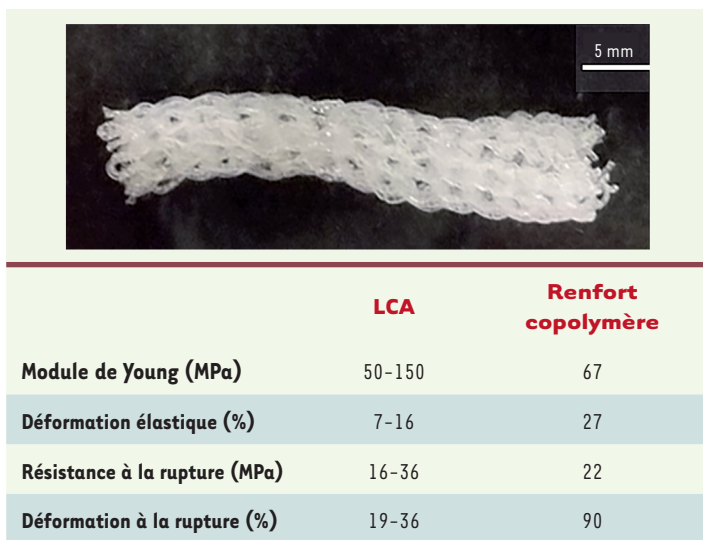 5 mm
LCA
Renfort
copolymère
Module de Young (MPa) 50-150 67
Déformation élastique (%) 7-16 27
Résistance à la rupture (MPa) 16-36 22
Déformation à la rupture (%) 19-36 90